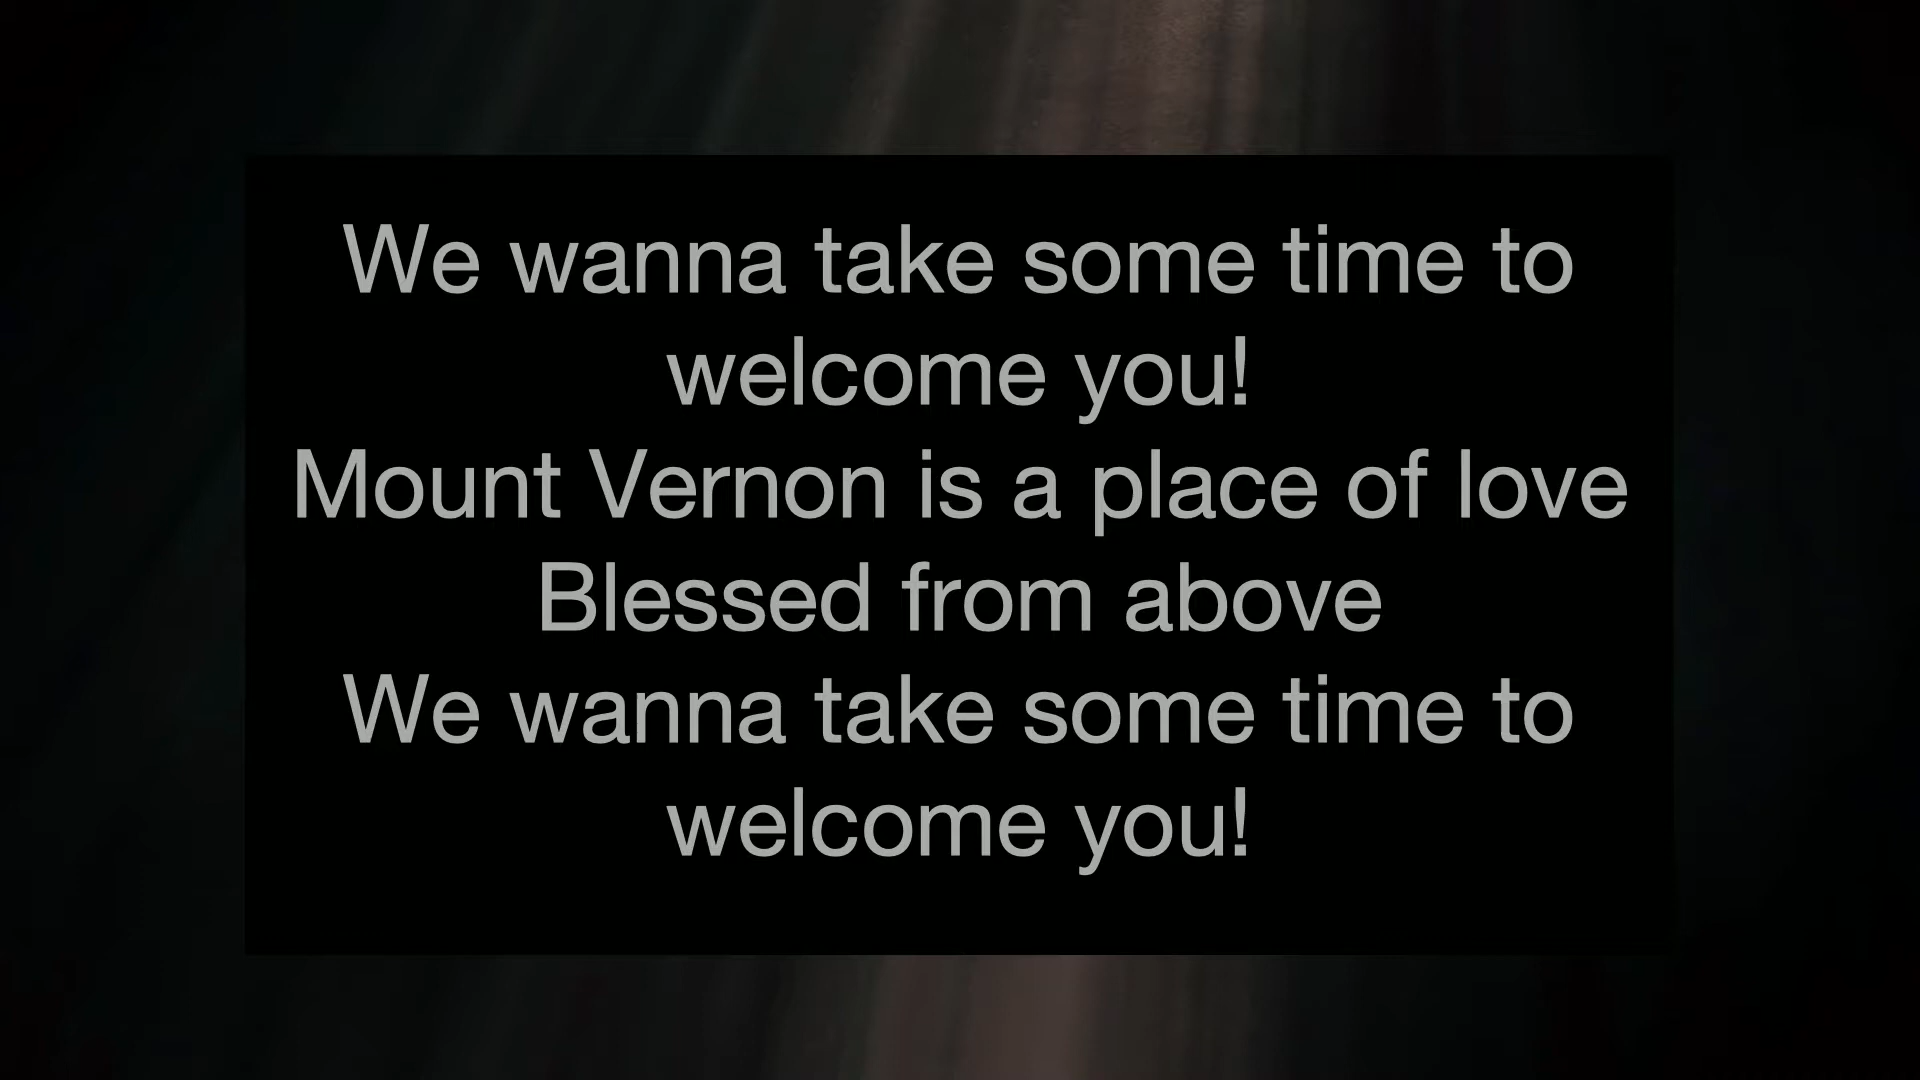 We wanna take some time to
welcome you!
Mount Vernon is a place of love
Blessed from above
We wanna take some time to
welcome you!